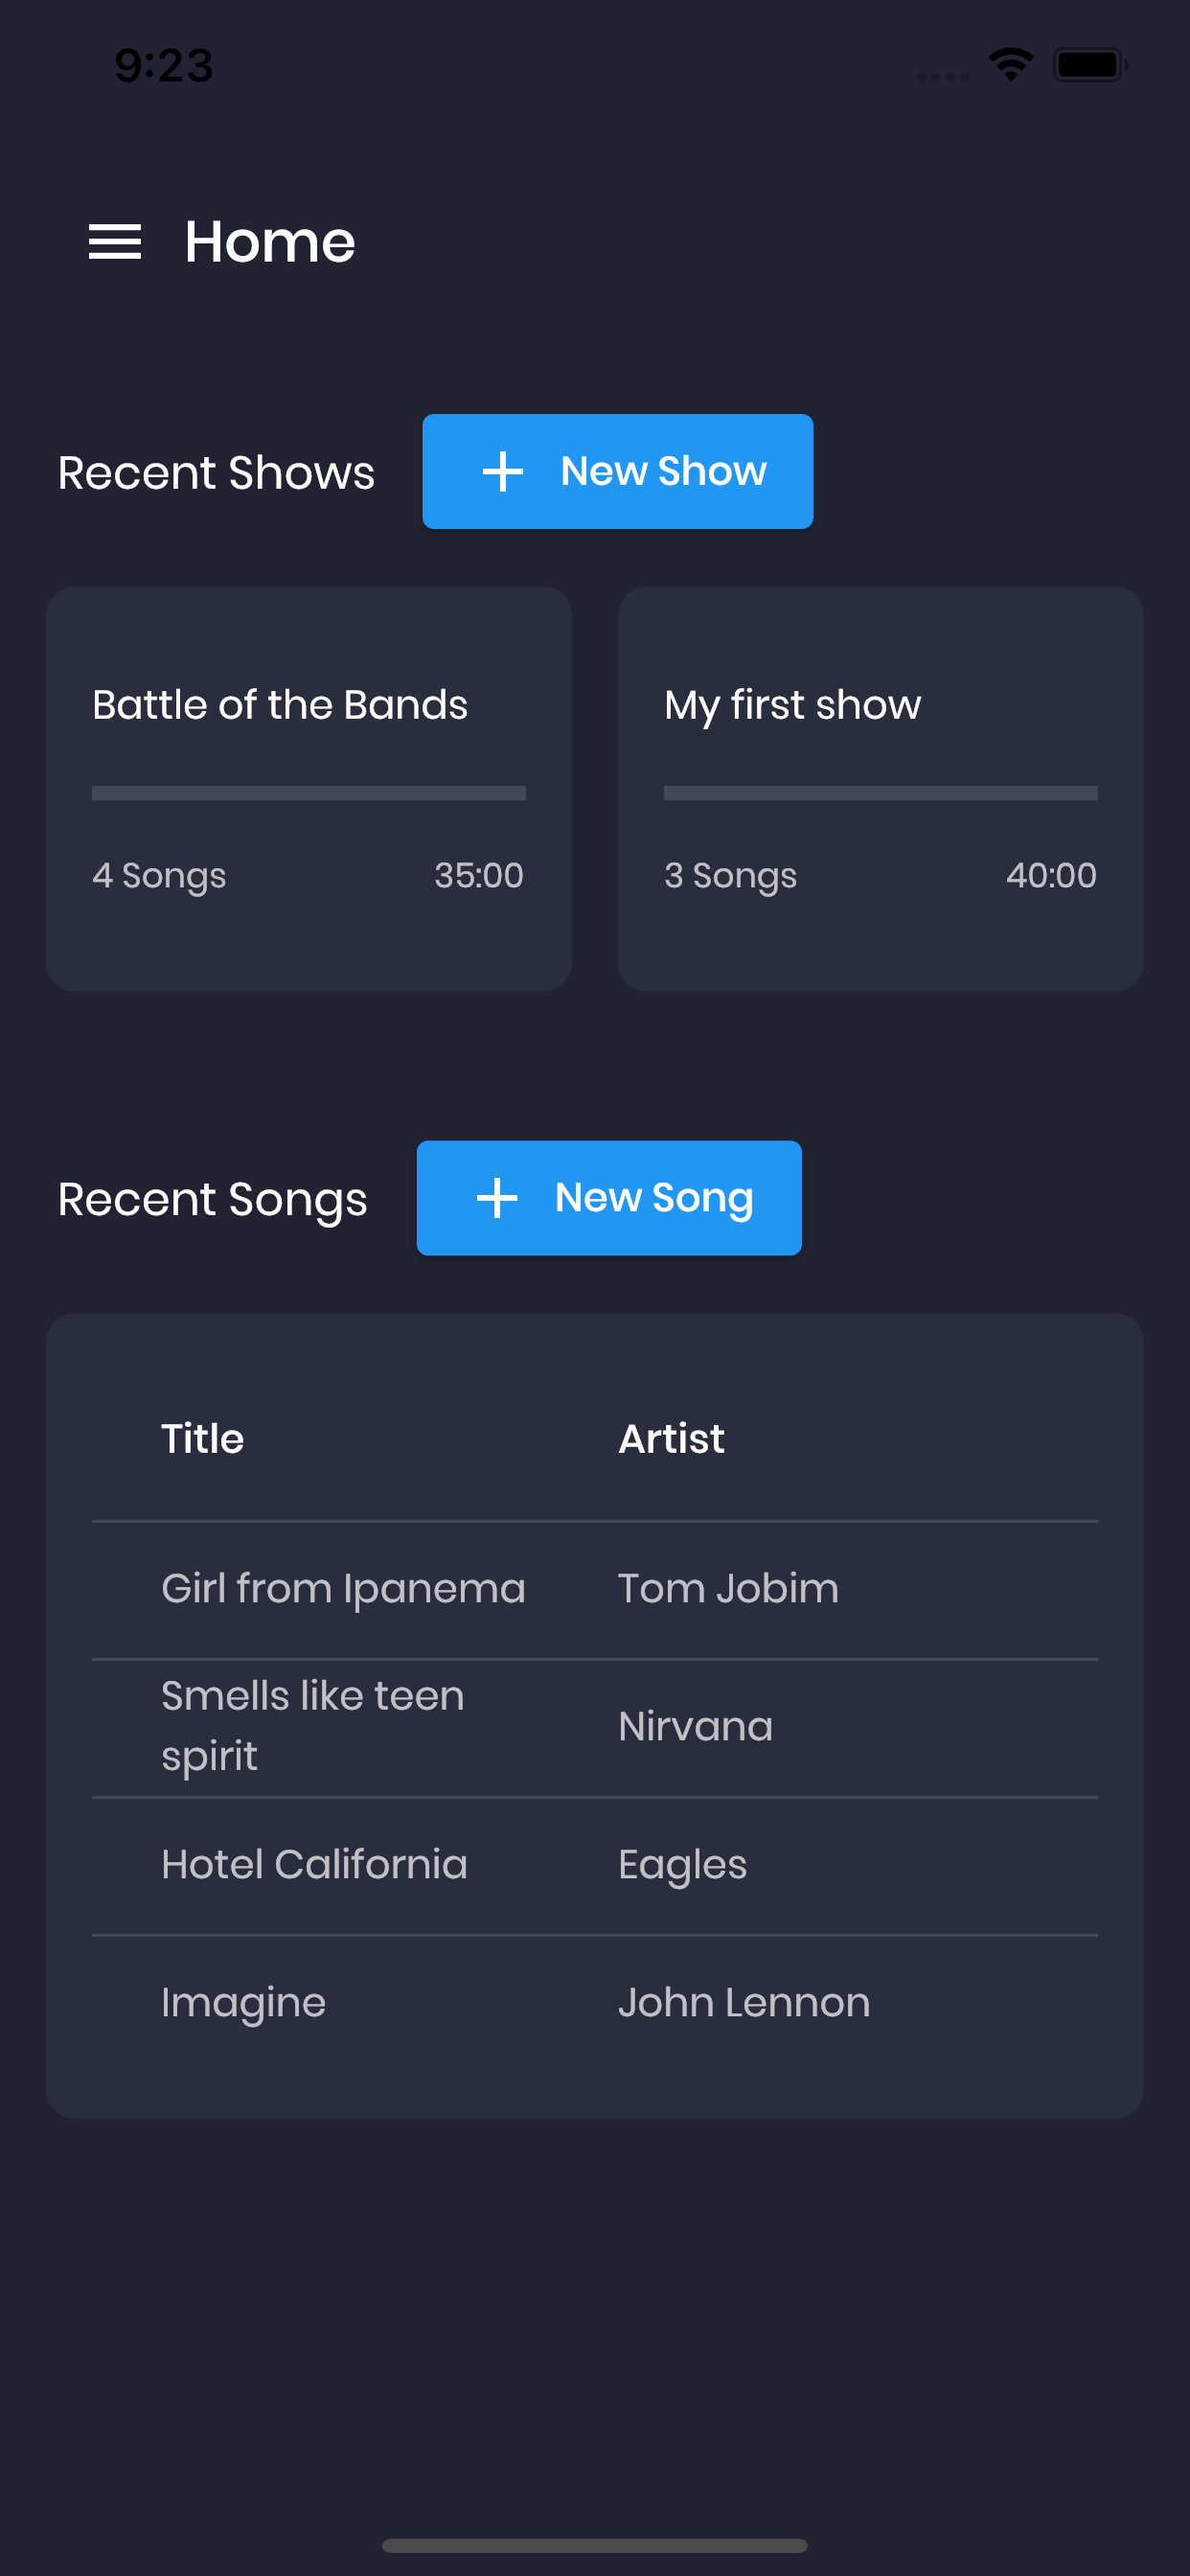 9:23
Home
Recent Shows
New Show
Battle of the Bands
4 Songs 35:00
My first show
3 Songs 40:00
Recent Songs
New Song
Title Artist
Girl from Ipanema Tom Jobim
Smells like teen
spirit
Nirvana
Hotel California Eagles
Imagine John Lennon